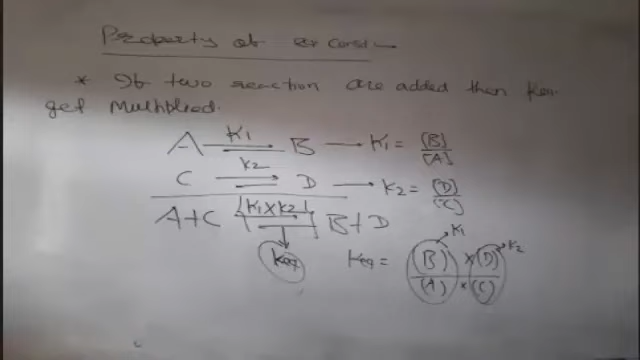 Property of eq const —
* If two reaction are added then Keq.
get Multiplied.
A K1 B → K1 = (B)/(A)
C K2 D → K2 = (D)/(C)
A+C (K1×K2) B+D
Keq Keq = (B)×(D)/(A)×(C) K1 K2